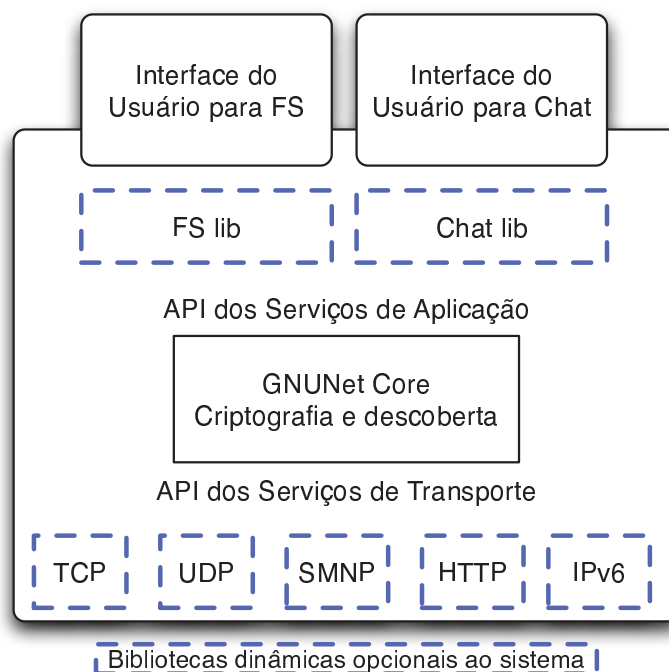 Interface do
Usuário para FS
Interface do
Usuário para Chat
FS lib
Chat lib
API dos Serviços de Aplicação
GNUNet Core
Criptografia e descoberta
API dos Serviços de Transporte
TCP
UDP
SMNP
HTTP
IPv6
Bibliotecas dinâmicas opcionais ao sistema